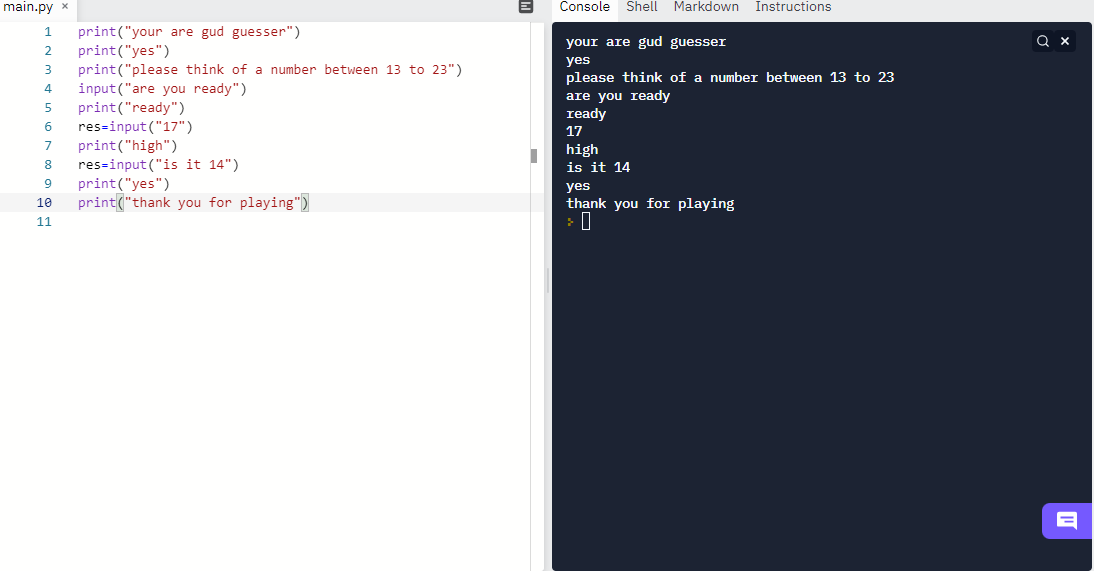 main.py ×
1 print("your are gud guesser")
2 print("yes")
3 print("please think of a number between 13 to 23")
4 input("are you ready")
5 print("ready")
6 res=input("17")
7 print("high")
8 res=input("is it 14")
9 print("yes")
10 print("thank you for playing")
11
Console Shell Markdown Instructions
your are gud guesser
yes
please think of a number between 13 to 23
are you ready
ready
17
high
is it 14
yes
thank you for playing